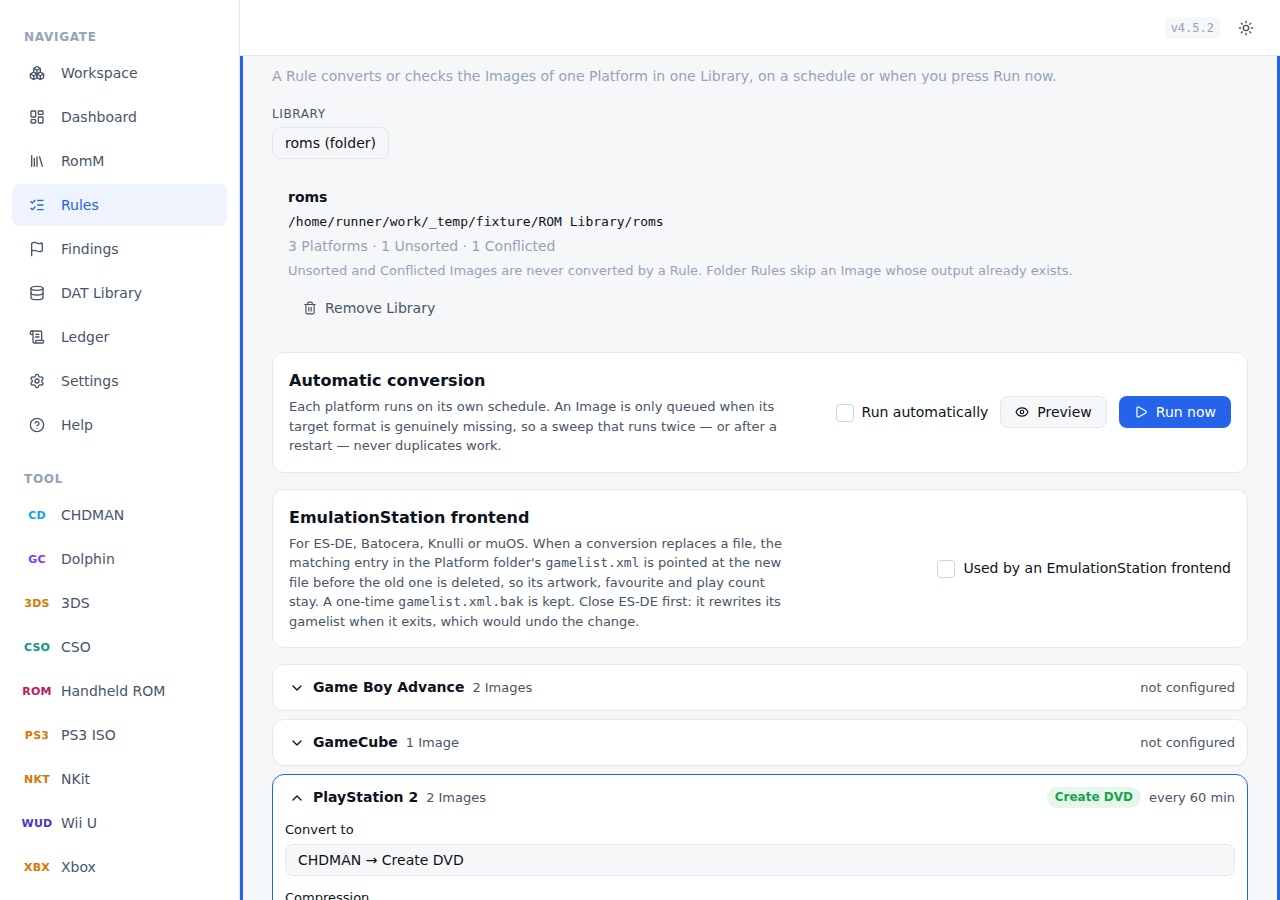 NAVIGATE
Workspace
Dashboard
RomM
Rules
Findings
DAT Library
Ledger
Settings
Help
TOOL
CD CHDMAN
GC Dolphin
3DS 3DS
CSO CSO
ROM Handheld ROM
PS3 PS3 ISO
NKT NKit
WUD Wii U
XBX Xbox
v4.5.2
A Rule converts or checks the Images of one Platform in one Library, on a schedule or when you press Run now.
LIBRARY
roms (folder)
roms
/home/runner/work/_temp/fixture/ROM Library/roms
3 Platforms · 1 Unsorted · 1 Conflicted
Unsorted and Conflicted Images are never converted by a Rule. Folder Rules skip an Image whose output already exists.
Remove Library
Automatic conversion
Each platform runs on its own schedule. An Image is only queued when its
target format is genuinely missing, so a sweep that runs twice — or after a
restart — never duplicates work.
Run automatically
Preview
Run now
EmulationStation frontend
For ES-DE, Batocera, Knulli or muOS. When a conversion replaces a file, the
matching entry in the Platform folder's gamelist.xml is pointed at the new
file before the old one is deleted, so its artwork, favourite and play count
stay. A one-time gamelist.xml.bak is kept. Close ES-DE first: it rewrites its
gamelist when it exits, which would undo the change.
Used by an EmulationStation frontend
Game Boy Advance 2 Images not configured
GameCube 1 Image not configured
PlayStation 2 2 Images Create DVD every 60 min
Convert to
CHDMAN → Create DVD
Compression